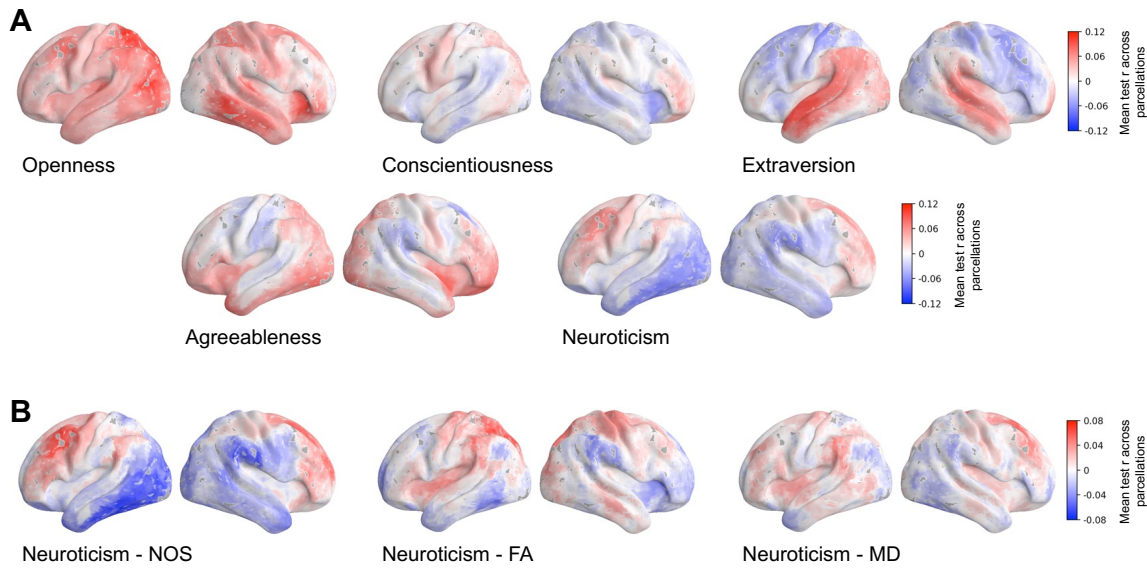 A
Openness
Conscientiousness
Extraversion
0.12
0.06
0
-0.06
-0.12
Mean test r across
parcellations
Agreeableness
Neuroticism
0.12
0.06
0
-0.06
-0.12
Mean test r across
parcellations
B
Neuroticism - NOS
Neuroticism - FA
Neuroticism - MD
0.08
0.04
0
-0.04
-0.08
Mean test r across
parcellations